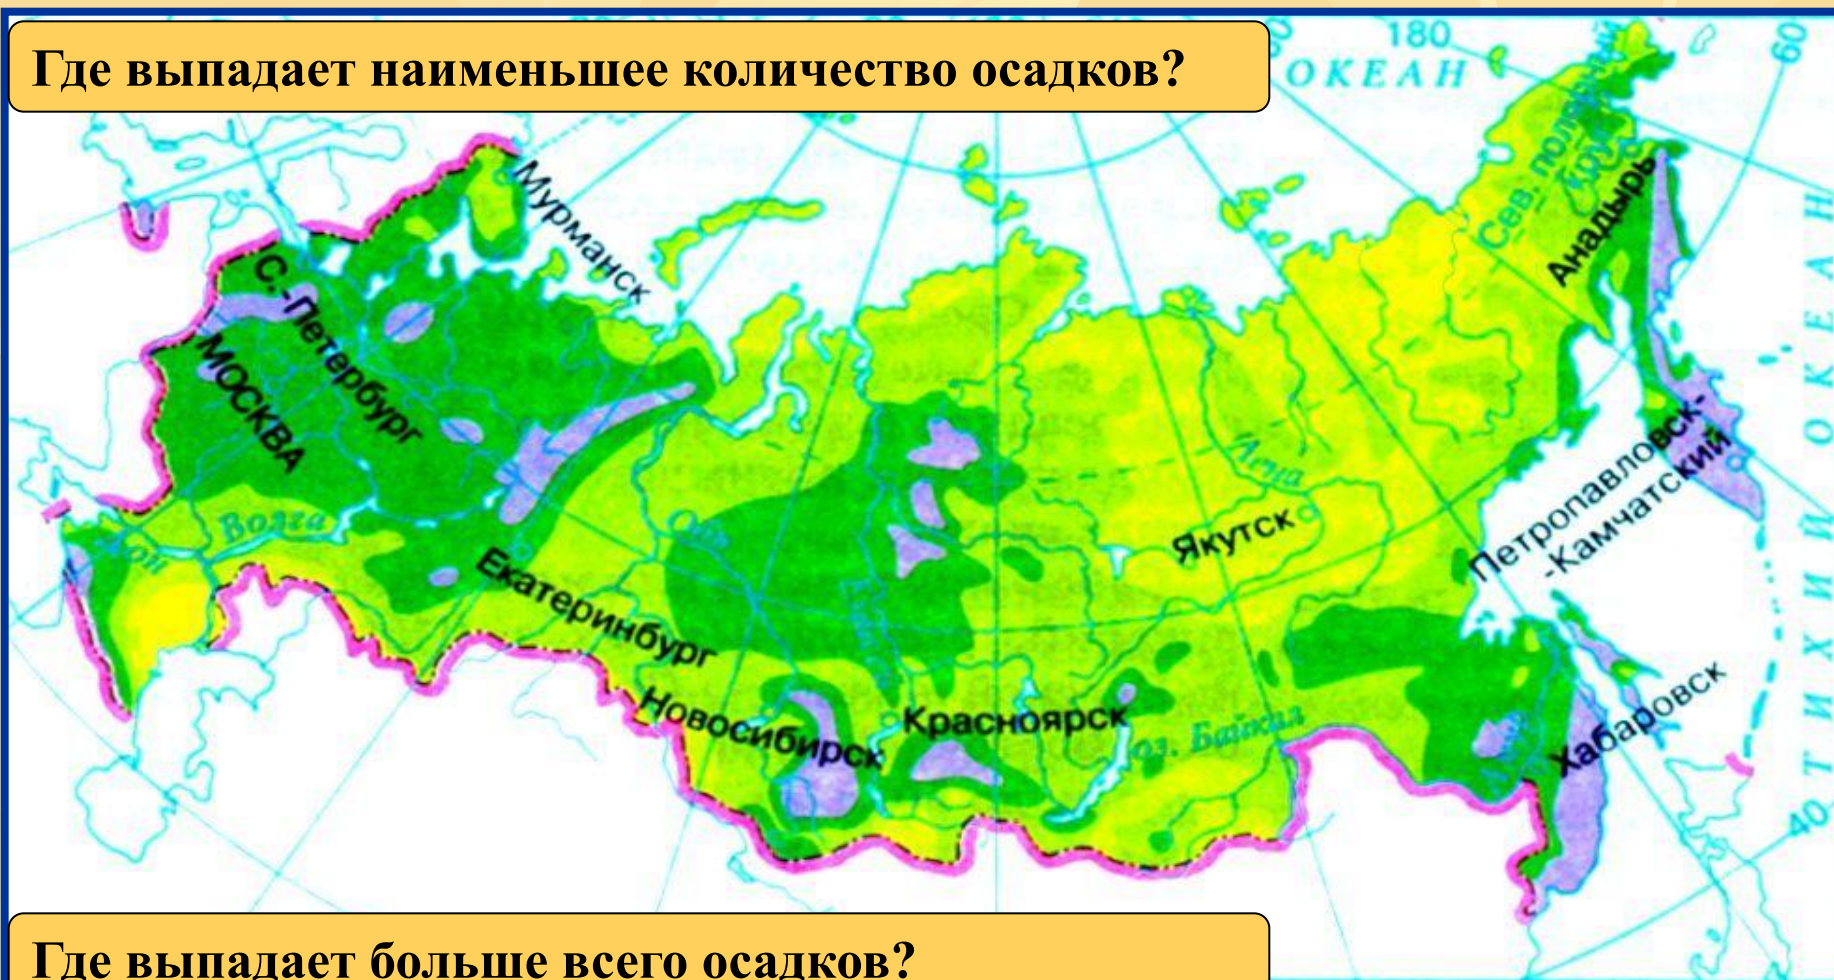 Где выпадает наименьшее количество осадков?
180
60
ОКЕАН
Сев. полярный
круг
Анадырь
Мурманск
С.-Петербург
МОСКВА
ТИХИЙ ОКЕАН
Петропавловск-
-Камчатский
Лена
Якутск
Волга
Дон
Обь
Екатеринбург
Новосибирск
Красноярск
оз. Байкал
Хабаровск
40
Где выпадает больше всего осадков?